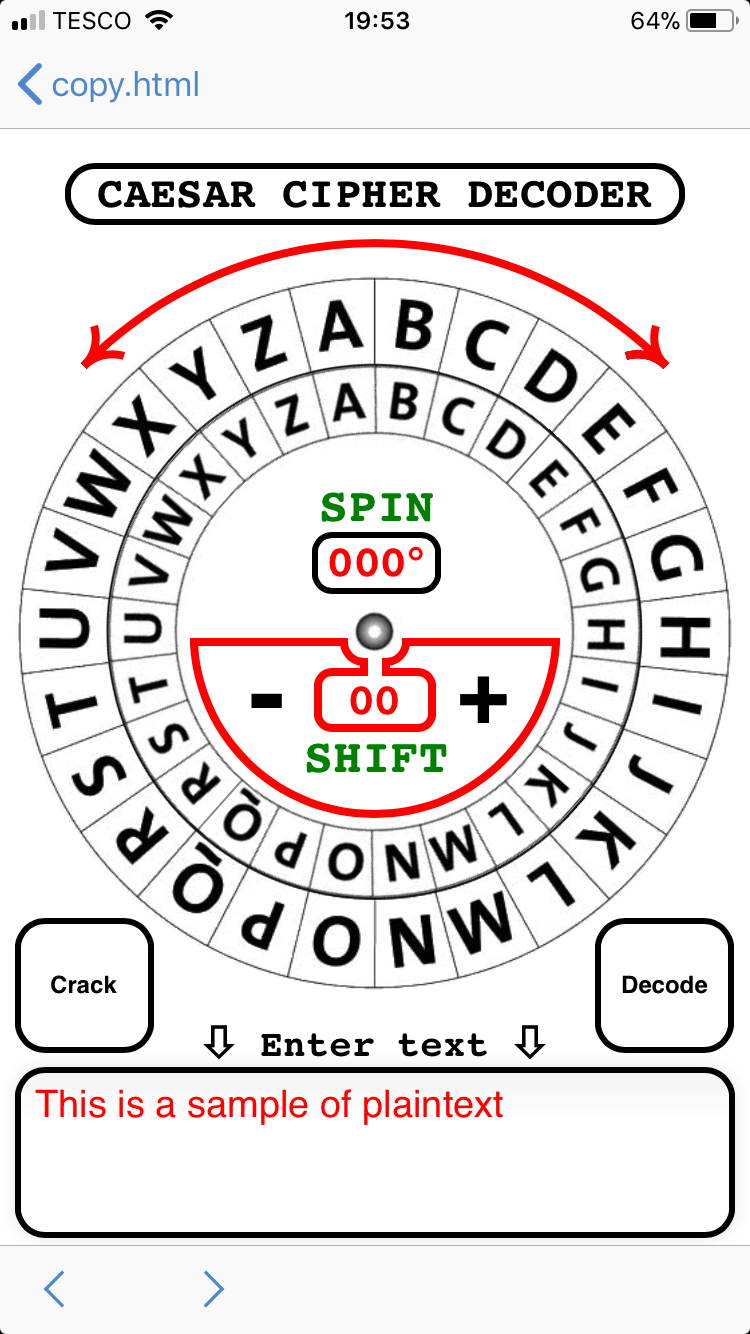 TESCO 19:53 64%
copy.html
CAESAR CIPHER DECODER
A B C D E F G H I J K L M N O P Q R S T U V W X Y Z
A B C D E F G H I J K L M N O P Q R S T U V W X Y Z
SPIN
000°
- 00 +
SHIFT
Crack
Decode
⇩ Enter text ⇩
This is a sample of plaintext